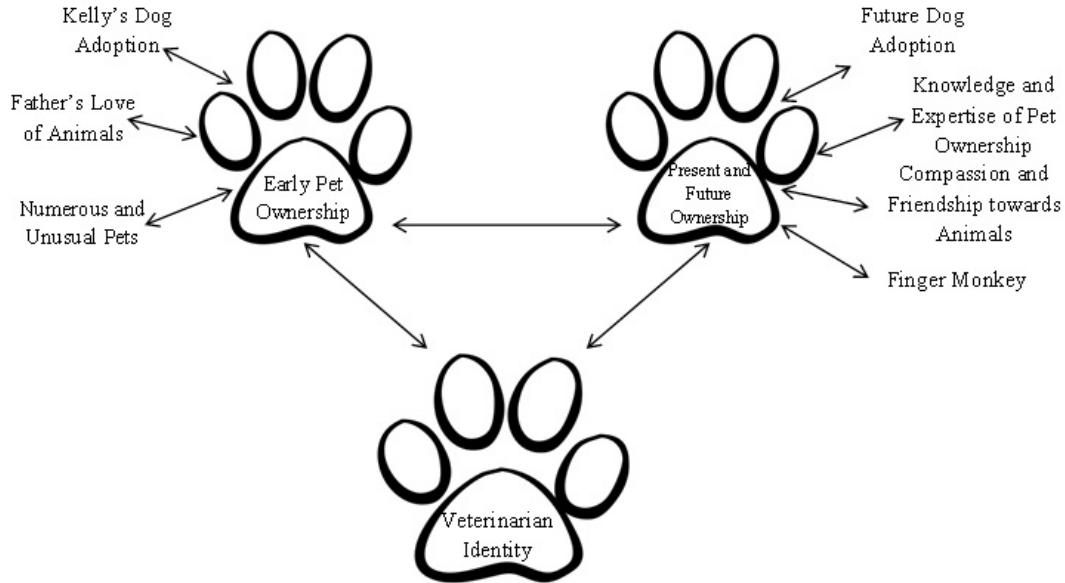 Kelly's Dog
Adoption
Father's Love
of Animals
Numerous and
Unusual Pets
Early Pet
Ownership
Present and
Future
Ownership
Future Dog
Adoption
Knowledge and
Expertise of Pet
Ownership
Compassion and
Friendship towards
Animals
Finger Monkey
Veterinarian
Identity